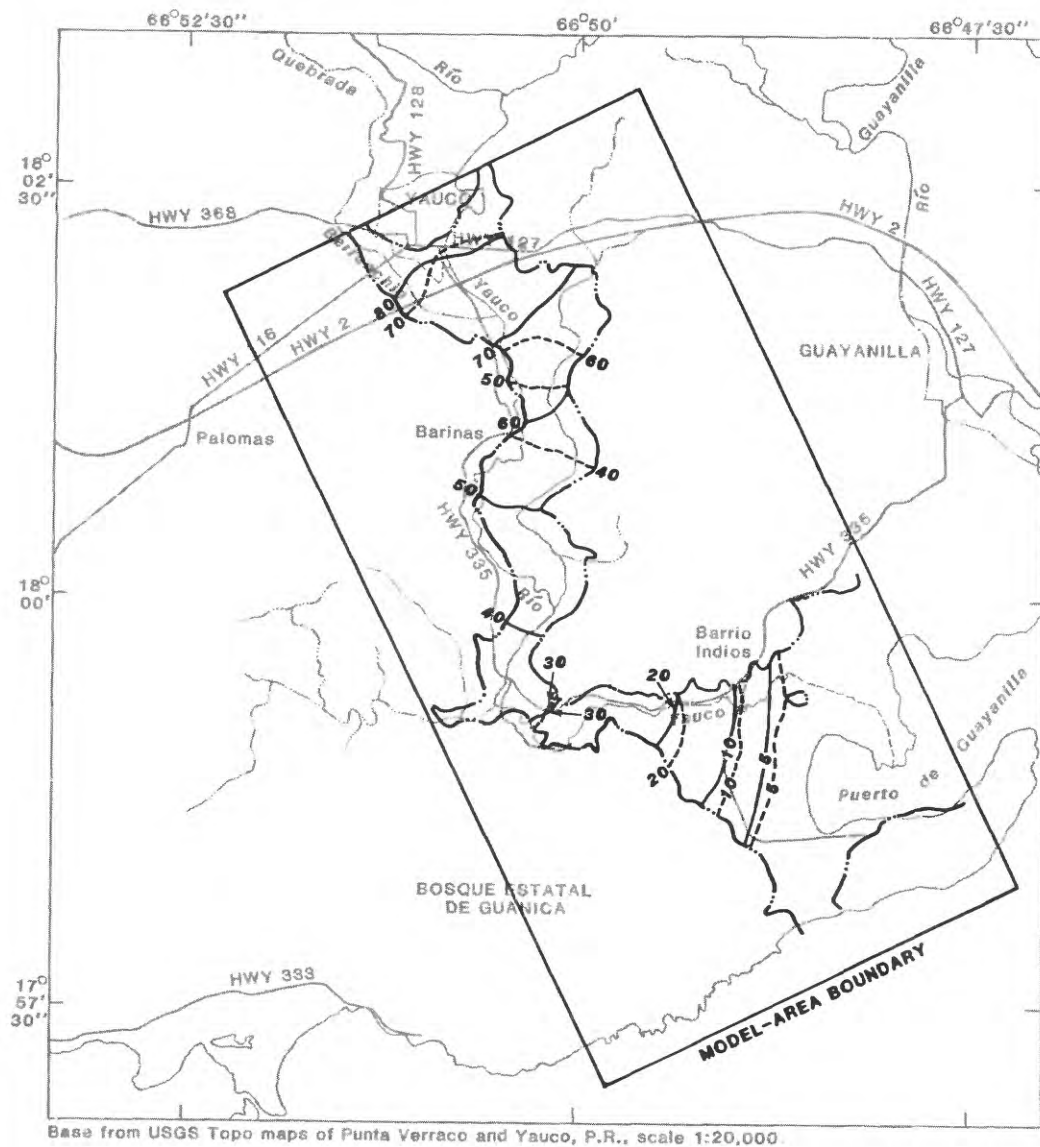 66°52'30"
66°50'
66°47'30"
Quebrada
Río
HWY 128
Guayanilla
Río
18°
02'
30"
YAUCO
HWY 368
HWY 127
HWY 2
Berrenchin
Yauco
80
70
HWY 116
HWY 2
HWY 127
GUAYANILLA
70
60
50
60
Palomas
Barinas
40
50
HWY 335
HWY 335
18°
00'
Río
40
Barrio
Indios
30
20
30
Yauco
10
5
20
10
5
Puerto de Guayanilla
BOSQUE ESTATAL
DE GUANICA
17°
57'
30"
HWY 333
MODEL-AREA BOUNDARY
Base from USGS Topo maps of Punta Verraco and Yauco, P.R., scale 1:20,000.